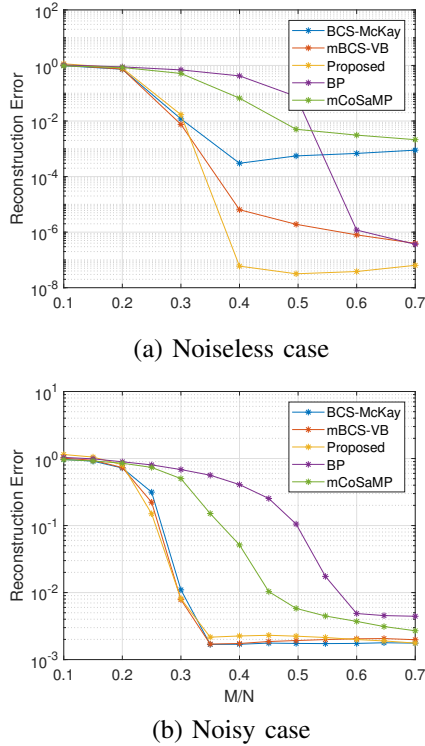 10^2
10^0
10^-2
10^-4
10^-6
10^-8
Reconstruction Error
0.1 0.2 0.3 0.4 0.5 0.6 0.7
BCS-McKay
mBCS-VB
Proposed
BP
mCoSaMP
(a) Noiseless case
10^1
10^0
10^-1
10^-2
10^-3
Reconstruction Error
0.1 0.2 0.3 0.4 0.5 0.6 0.7
M/N
BCS-McKay
mBCS-VB
Proposed
BP
mCoSaMP
(b) Noisy case